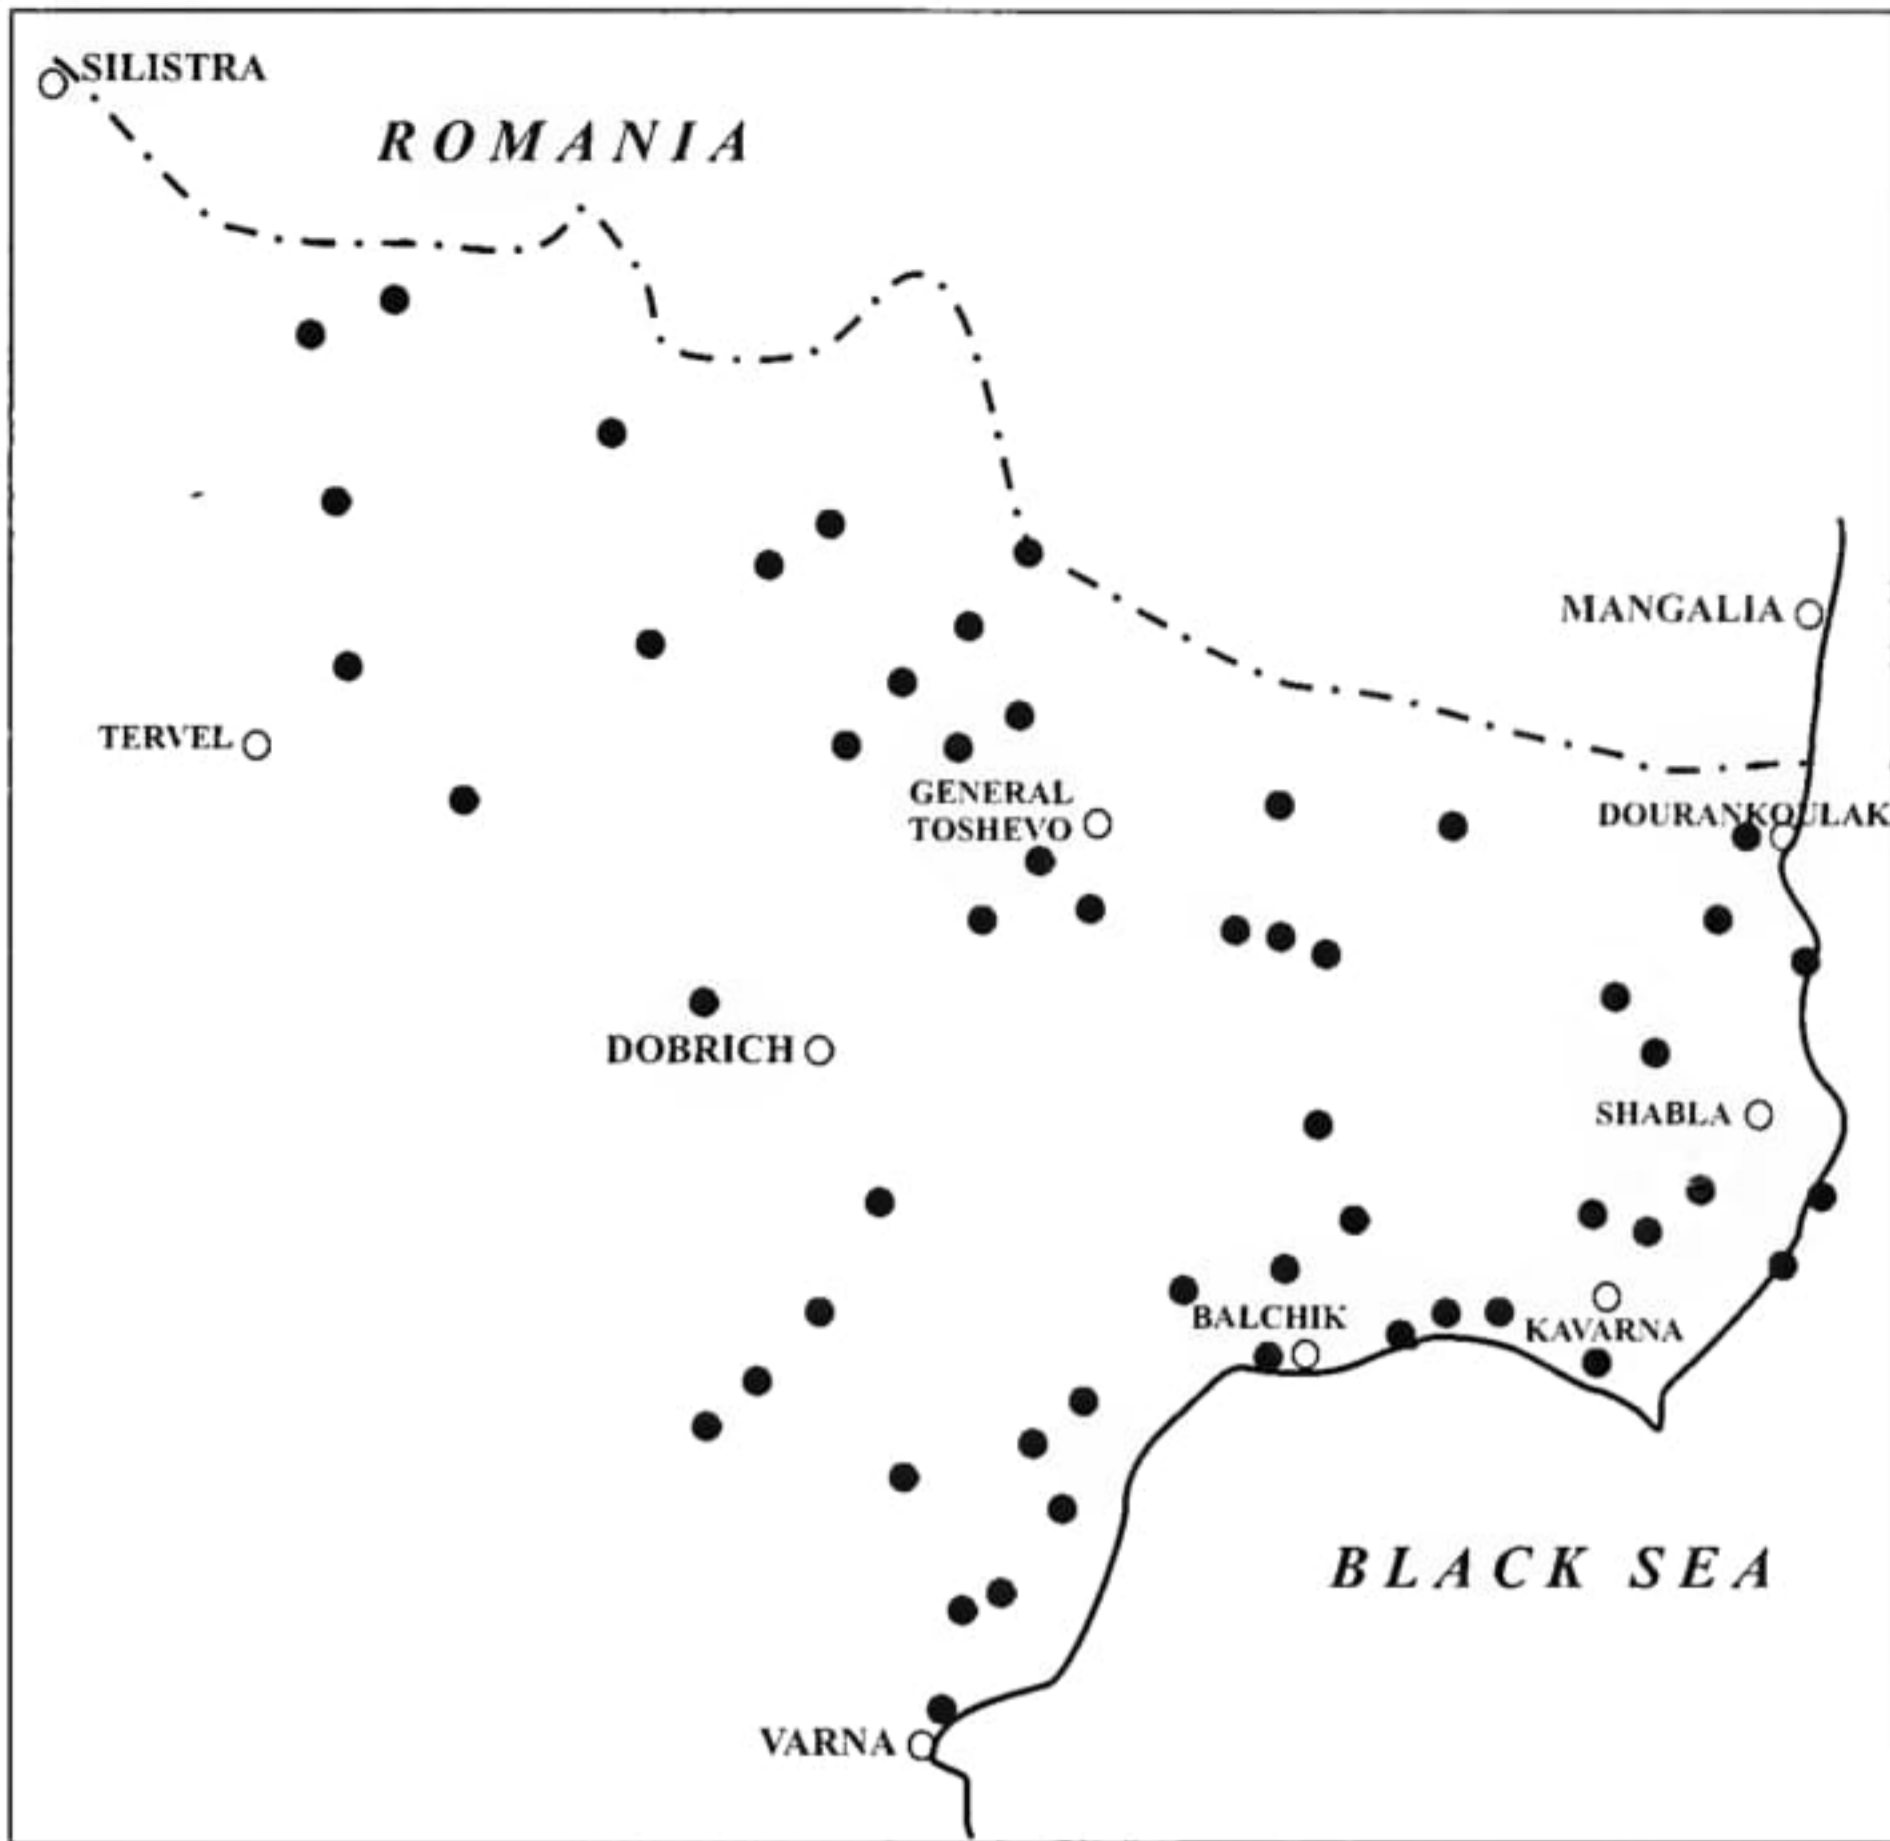 SILISTRA
ROMANIA
MANGALIA
TERVEL
GENERAL
TOSHEVO
DOURANKOULAK
DOBRICH
SHABLA
BALCHIK
KAVARNA
BLACK SEA
VARNA